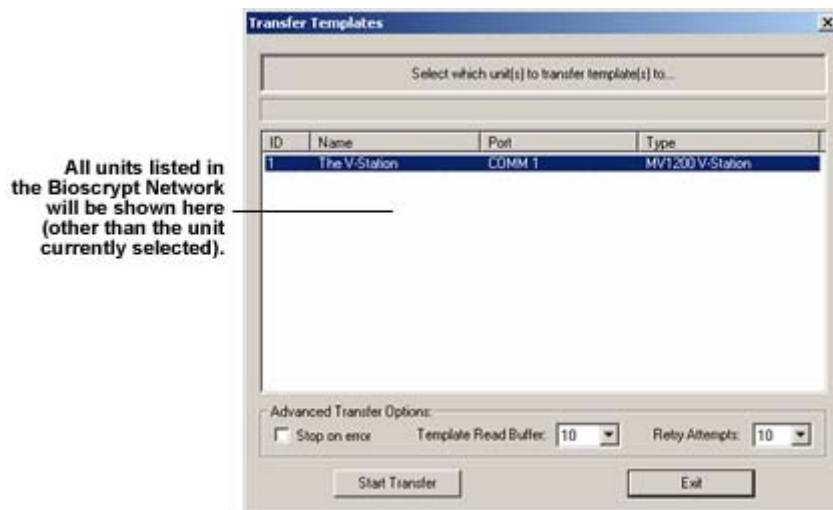 Transfer Templates
Select which unit(s) to transfer template(s) to...
ID Name Port Type
1 The V-Station COMM 1 MV1200 V-Station
All units listed in
the Bioscrypt Network
will be shown here
(other than the unit
currently selected).
Advanced Transfer Options:
Stop on error Template Read Buffer: 10 Retry Attempts: 10
Start Transfer Exit